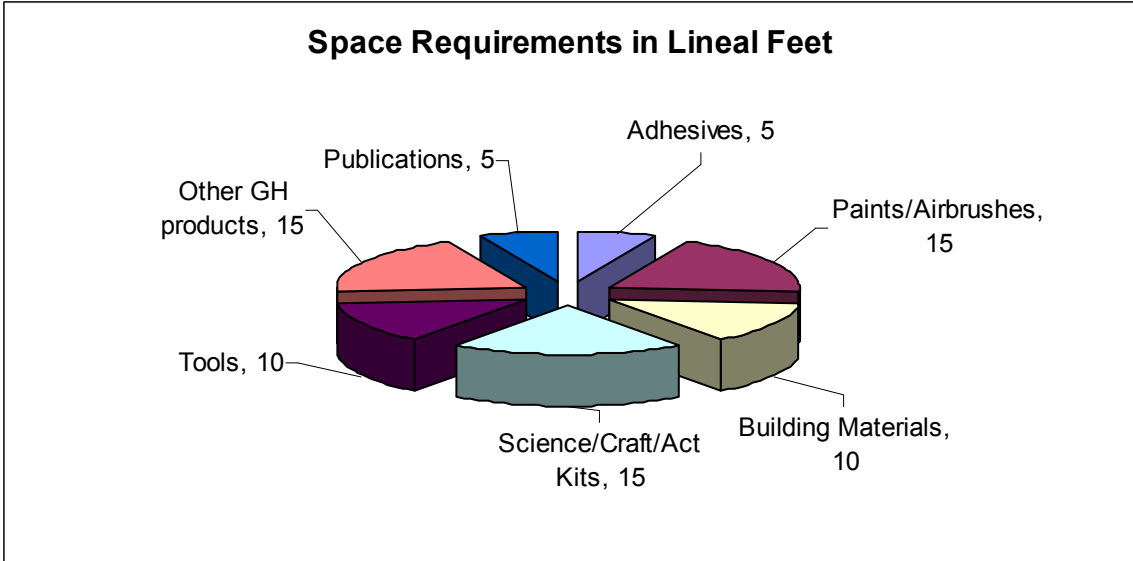 Space Requirements in Lineal Feet
Adhesives, 5
Publications, 5
Other GH
products, 15
Paints/Airbrushes,
15
Tools, 10
Building Materials,
10
Science/Craft/Act
Kits, 15